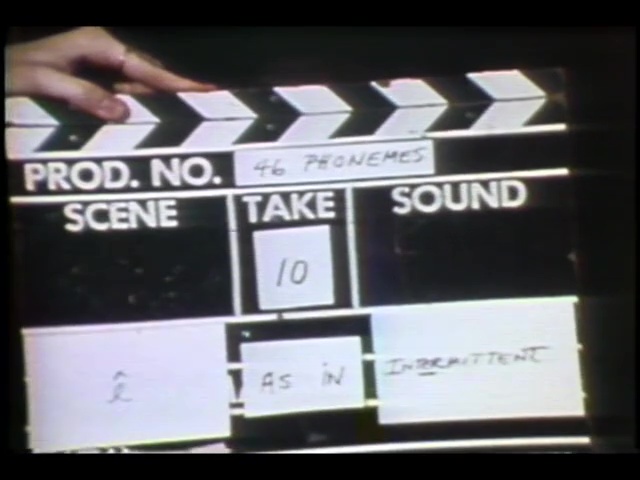 PROD. NO. 46 PHONEMES
SCENE TAKE SOUND
10
AS IN INTERMITTENT